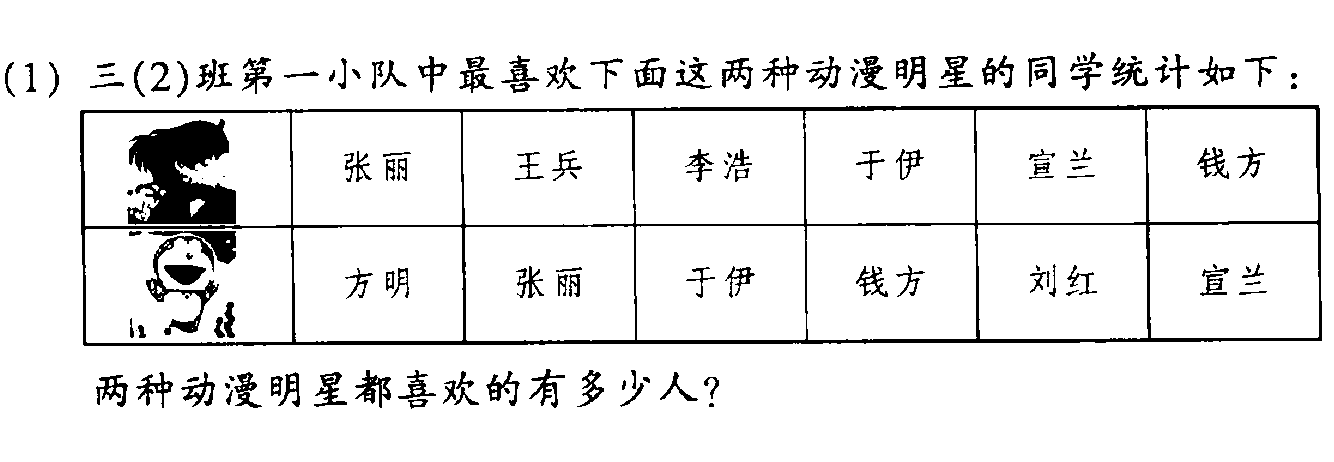 (1) 三(2)班第一小队中最喜欢下面这两种动漫明星的同学统计如下：
张丽 王兵 李浩 于伊 宣兰 钱方
方明 张丽 于伊 钱方 刘红 宣兰
两种动漫明星都喜欢的有多少人？